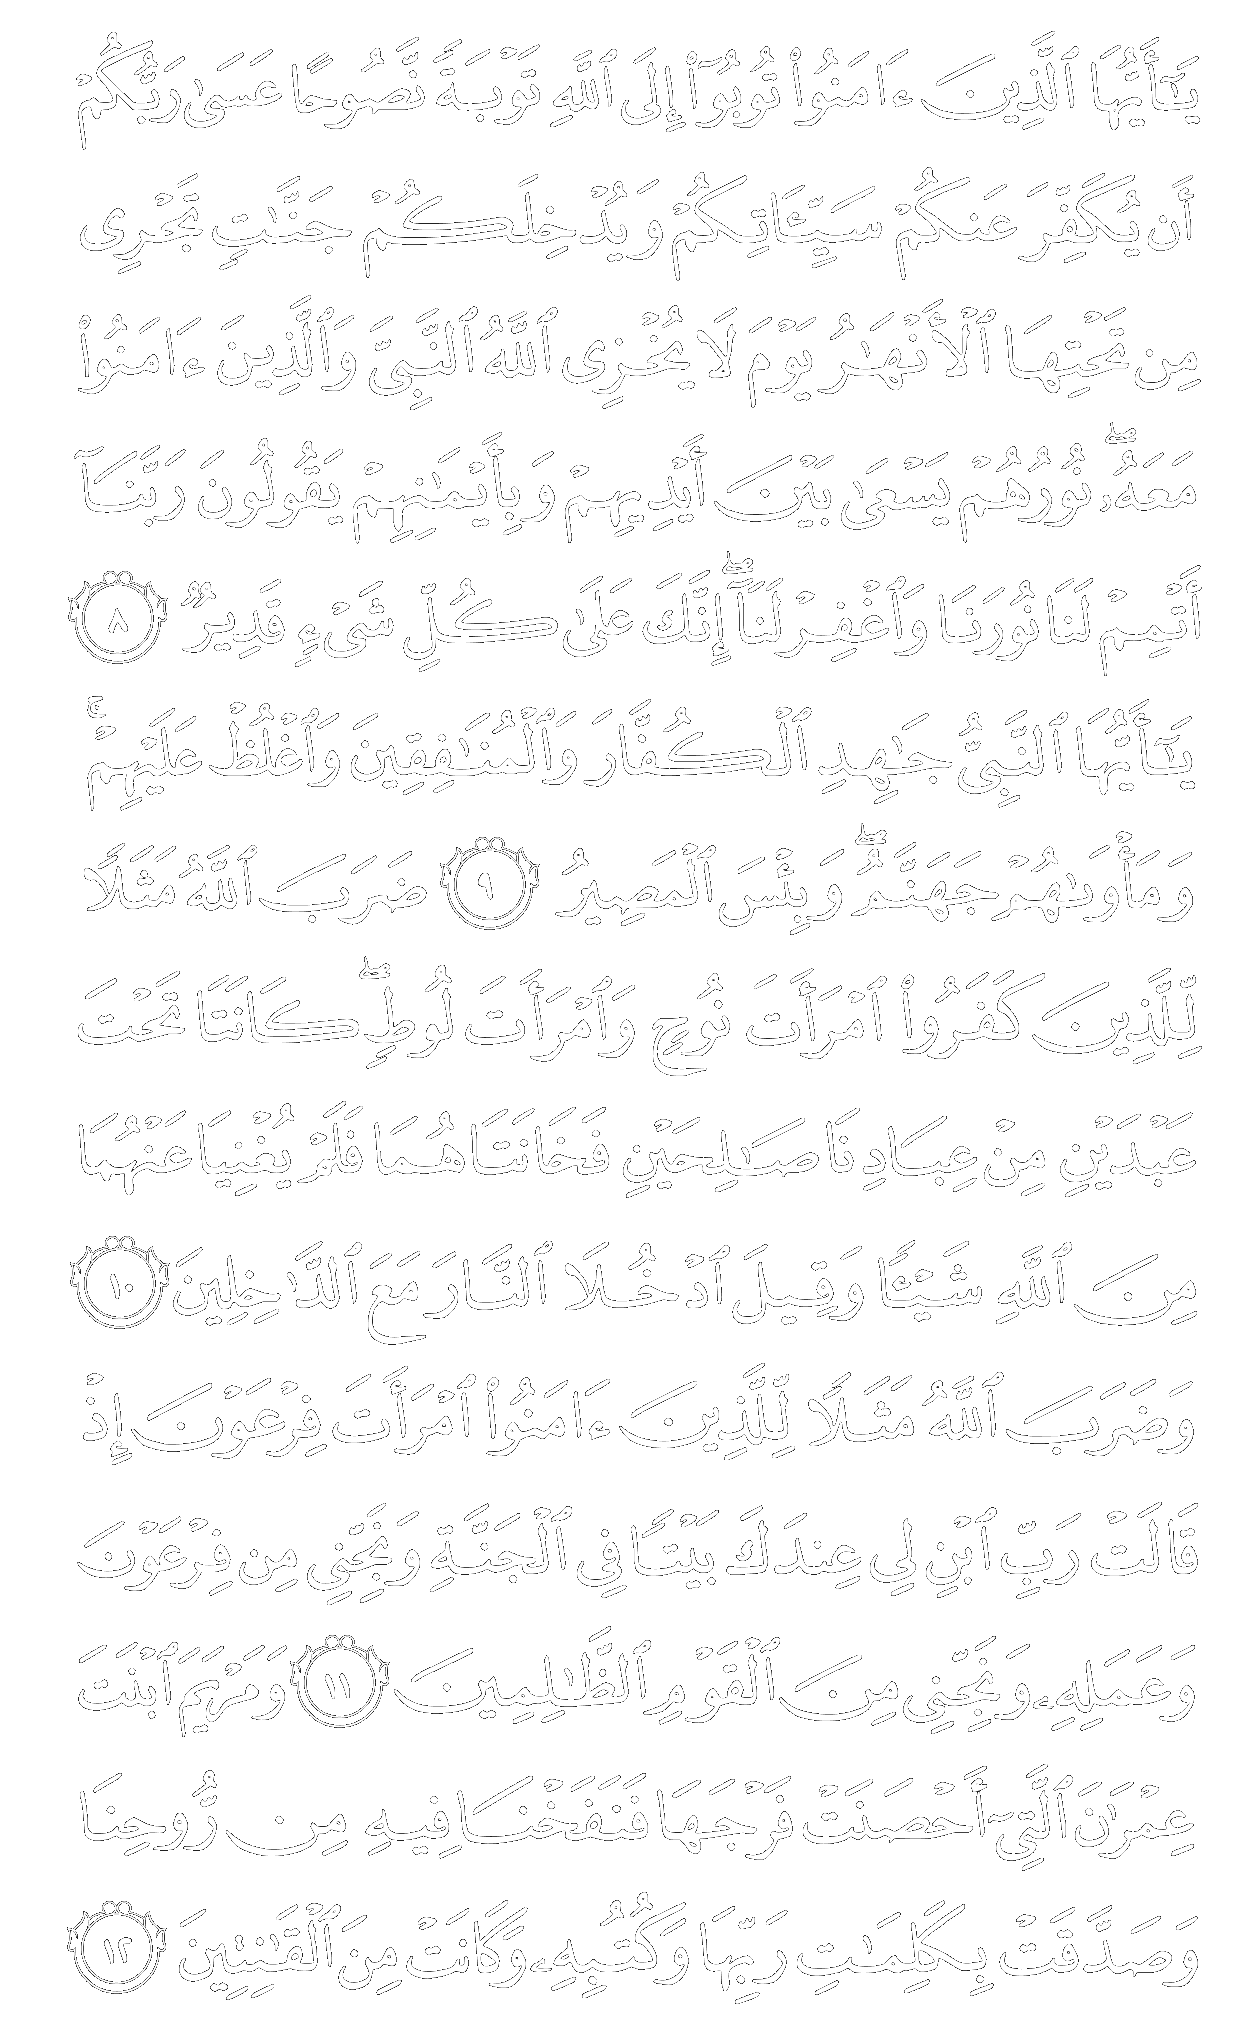 يَـٰٓأَيُّهَا ٱلَّذِينَ ءَامَنُوا۟ تُوبُوٓا۟ إِلَى ٱللَّهِ تَوْبَةً نَّصُوحًا عَسَىٰ رَبُّكُمْ
أَن يُكَفِّرَ عَنكُمْ سَيِّـَٔاتِكُمْ وَيُدْخِلَكُمْ جَنَّـٰتٍ تَجْرِى
مِن تَحْتِهَا ٱلْأَنْهَـٰرُ يَوْمَ لَا يُخْزِى ٱللَّهُ ٱلنَّبِىَّ وَٱلَّذِينَ ءَامَنُوا۟
مَعَهُۥ ۖ نُورُهُمْ يَسْعَىٰ بَيْنَ أَيْدِيهِمْ وَبِأَيْمَـٰنِهِمْ يَقُولُونَ رَبَّنَآ
أَتْمِمْ لَنَا نُورَنَا وَٱغْفِرْ لَنَآ ۖ إِنَّكَ عَلَىٰ كُلِّ شَىْءٍ قَدِيرٌ ٨
يَـٰٓأَيُّهَا ٱلنَّبِىُّ جَـٰهِدِ ٱلْكُفَّارَ وَٱلْمُنَـٰفِقِينَ وَٱغْلُظْ عَلَيْهِمْ ۚ
وَمَأْوَىٰهُمْ جَهَنَّمُ ۖ وَبِئْسَ ٱلْمَصِيرُ ٩ ضَرَبَ ٱللَّهُ مَثَلًا
لِّلَّذِينَ كَفَرُوا۟ ٱمْرَأَتَ نُوحٍ وَٱمْرَأَتَ لُوطٍ ۖ كَانَتَا تَحْتَ
عَبْدَيْنِ مِنْ عِبَادِنَا صَـٰلِحَيْنِ فَخَانَتَاهُمَا فَلَمْ يُغْنِيَا عَنْهُمَا
مِنَ ٱللَّهِ شَيْـًٔا وَقِيلَ ٱدْخُلَا ٱلنَّارَ مَعَ ٱلدَّٰخِلِينَ ١٠
وَضَرَبَ ٱللَّهُ مَثَلًا لِّلَّذِينَ ءَامَنُوا۟ ٱمْرَأَتَ فِرْعَوْنَ إِذْ
قَالَتْ رَبِّ ٱبْنِ لِى عِندَكَ بَيْتًا فِى ٱلْجَنَّةِ وَنَجِّنِى مِن فِرْعَوْنَ
وَعَمَلِهِۦ وَنَجِّنِى مِنَ ٱلْقَوْمِ ٱلظَّـٰلِمِينَ ١١ وَمَرْيَمَ ٱبْنَتَ
عِمْرَٰنَ ٱلَّتِىٓ أَحْصَنَتْ فَرْجَهَا فَنَفَخْنَا فِيهِ مِن رُّوحِنَا
وَصَدَّقَتْ بِكَلِمَـٰتِ رَبِّهَا وَكُتُبِهِۦ وَكَانَتْ مِنَ ٱلْقَـٰنِتِينَ ١٢